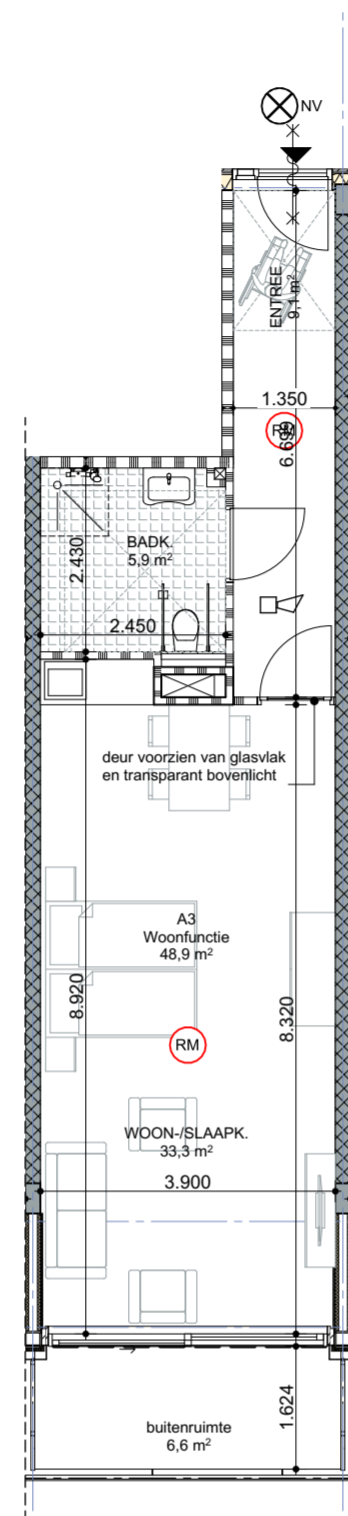 NV
ENTREE
9,1 m²
1.350
RM
6.699
BADK.
5,9 m²
2.430
2.450
deur voorzien van glasvlak
en transparant bovenlicht
A3
Woonfunctie
48,9 m²
8.920
8.320
RM
WOON-/SLAAPK.
33,3 m²
3.900
1.624
buitenruimte
6,6 m²